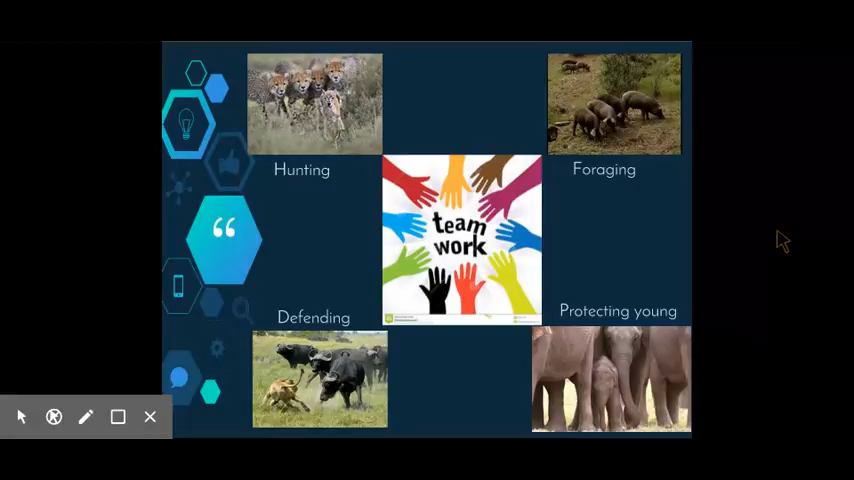 Hunting
Foraging
team
work
Defending
Protecting young